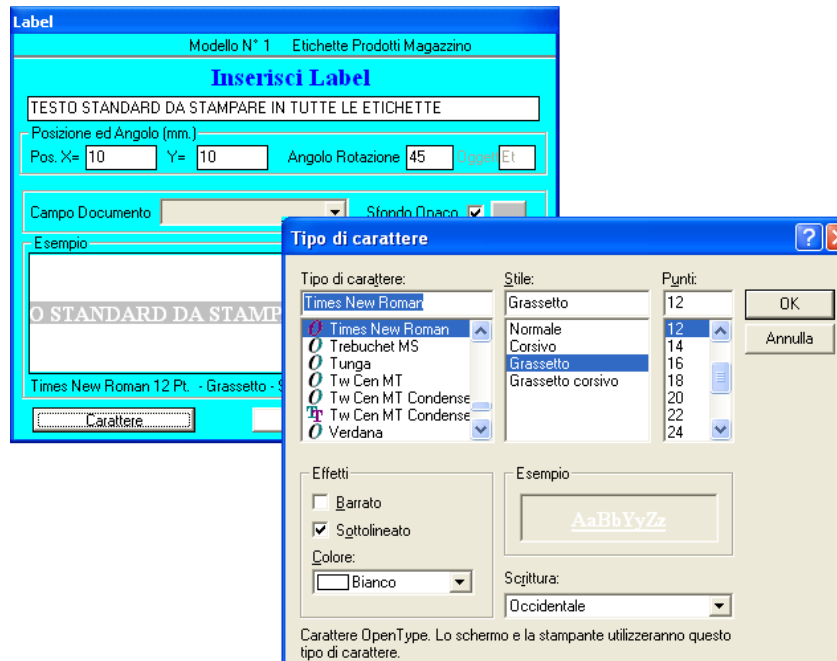 Label
Modello N° 1 Etichette Prodotti Magazzino
Inserisci Label
TESTO STANDARD DA STAMPARE IN TUTTE LE ETICHETTE
Posizione ed Angolo (mm.)
Pos. X= 10 Y= 10 Angolo Rotazione 45 Oggett Et
Campo Documento Sfondo Opaco
Esempio
O STANDARD DA STAMP
Times New Roman 12 Pt. - Grassetto - S
Carattere
Tipo di carattere
Tipo di carattere: Stile: Punti:
Times New Roman Grassetto 12 OK
Times New Roman Normale 12 Annulla
Trebuchet MS Corsivo 14
Tunga Grassetto 16
Tw Cen MT Grassetto corsivo 18
Tw Cen MT Condense 20
Tw Cen MT Condense 22
Verdana 24
Effetti Esempio
Barrato
Sottolineato AaBbYyZz
Colore:
Bianco Scrittura:
Occidentale
Carattere OpenType. Lo schermo e la stampante utilizzeranno questo
tipo di carattere.